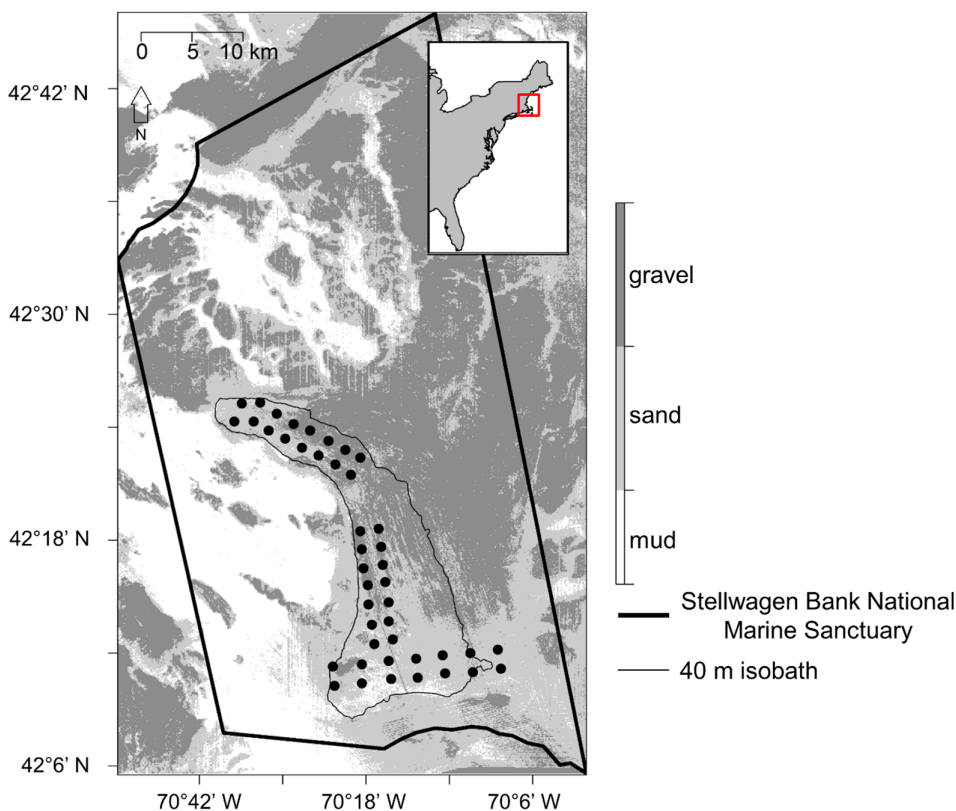 0 5 10 km
42°42’ N
N
gravel
42°30’ N
sand
42°18’ N
mud
Stellwagen Bank National
Marine Sanctuary
40 m isobath
42°6’ N
70°42’ W 70°18’ W 70°6’ W